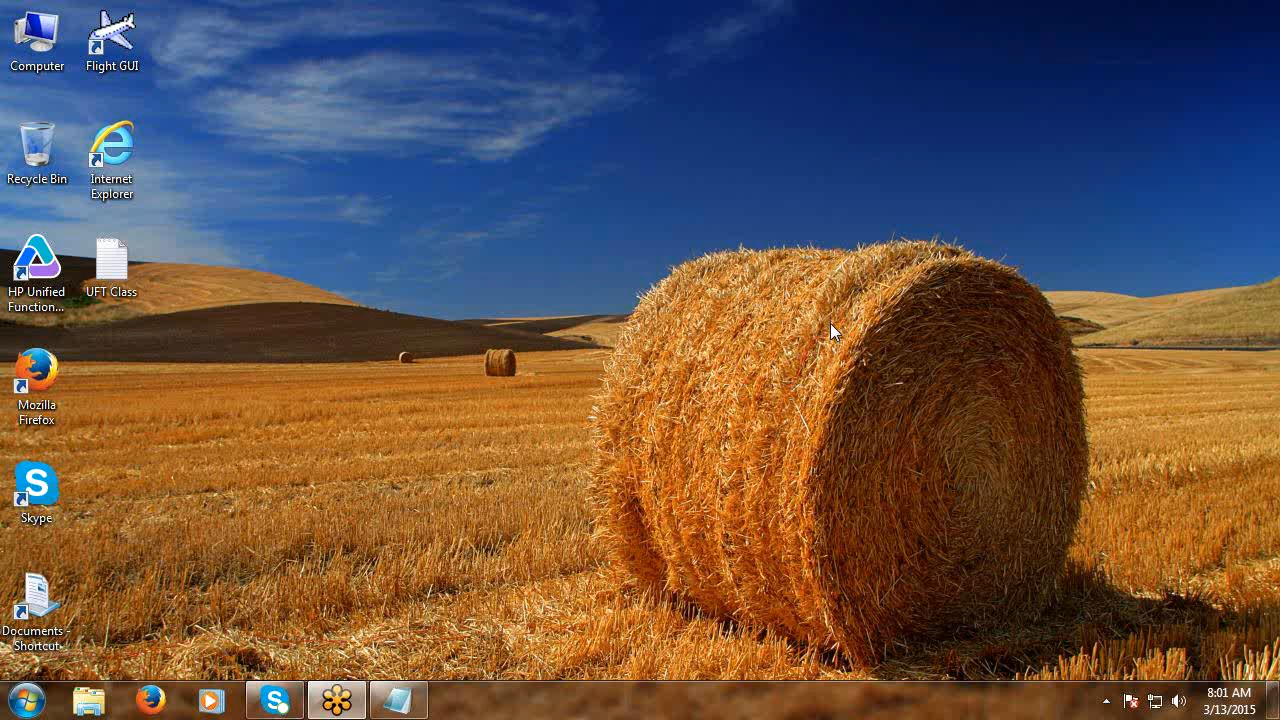 Computer
Flight GUI
Recycle Bin
Internet
Explorer
HP Unified
Function...
UFT Class
Mozilla
Firefox
S
Skype
Documents -
Shortcut
S
8:01 AM
3/13/2015